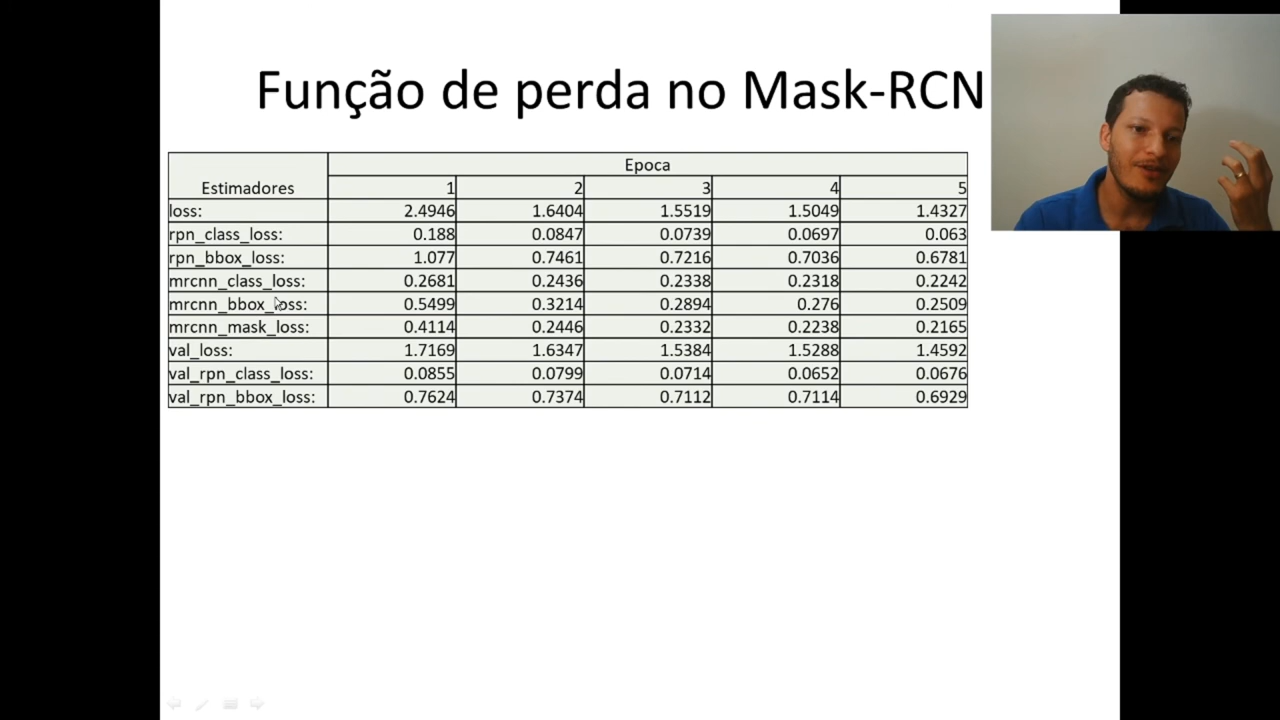 Função de perda no Mask-RCN
Epoca
Estimadores 1 2 3 4 5
loss: 2.4946 1.6404 1.5519 1.5049 1.4327
rpn_class_loss: 0.188 0.0847 0.0739 0.0697 0.063
rpn_bbox_loss: 1.077 0.7461 0.7216 0.7036 0.6781
mrcnn_class_loss: 0.2681 0.2436 0.2338 0.2318 0.2242
mrcnn_bbox_loss: 0.5499 0.3214 0.2894 0.276 0.2509
mrcnn_mask_loss: 0.4114 0.2446 0.2332 0.2238 0.2165
val_loss: 1.7169 1.6347 1.5384 1.5288 1.4592
val_rpn_class_loss: 0.0855 0.0799 0.0714 0.0652 0.0676
val_rpn_bbox_loss: 0.7624 0.7374 0.7112 0.7114 0.6929